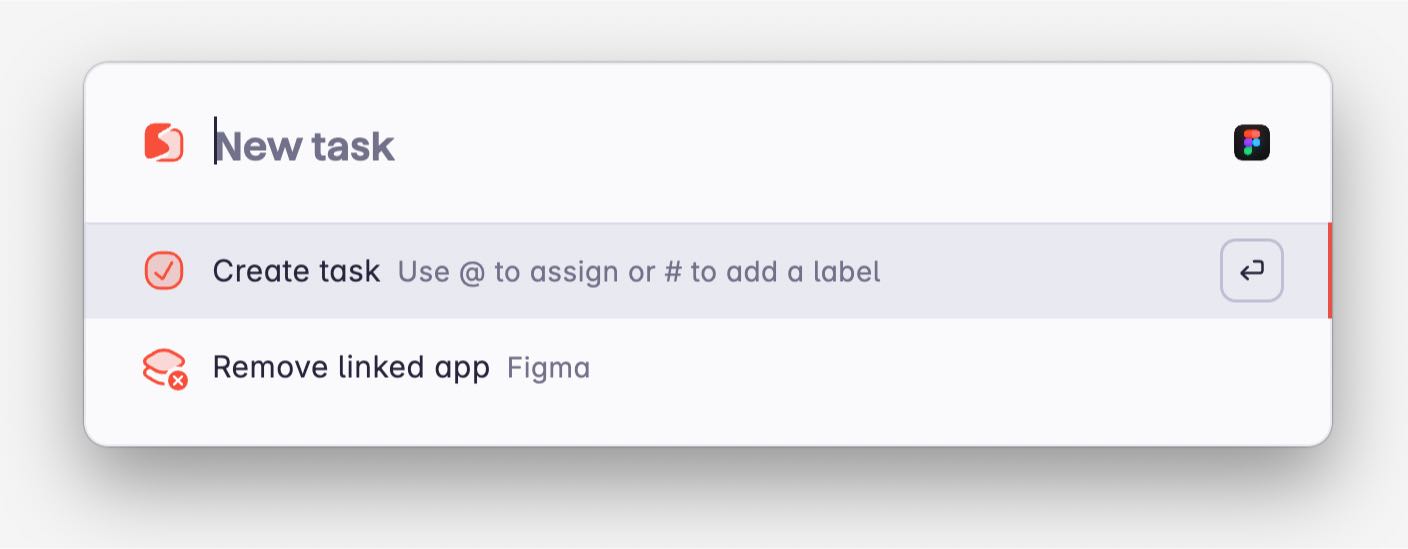 New task
Create task Use @ to assign or # to add a label
Remove linked app Figma